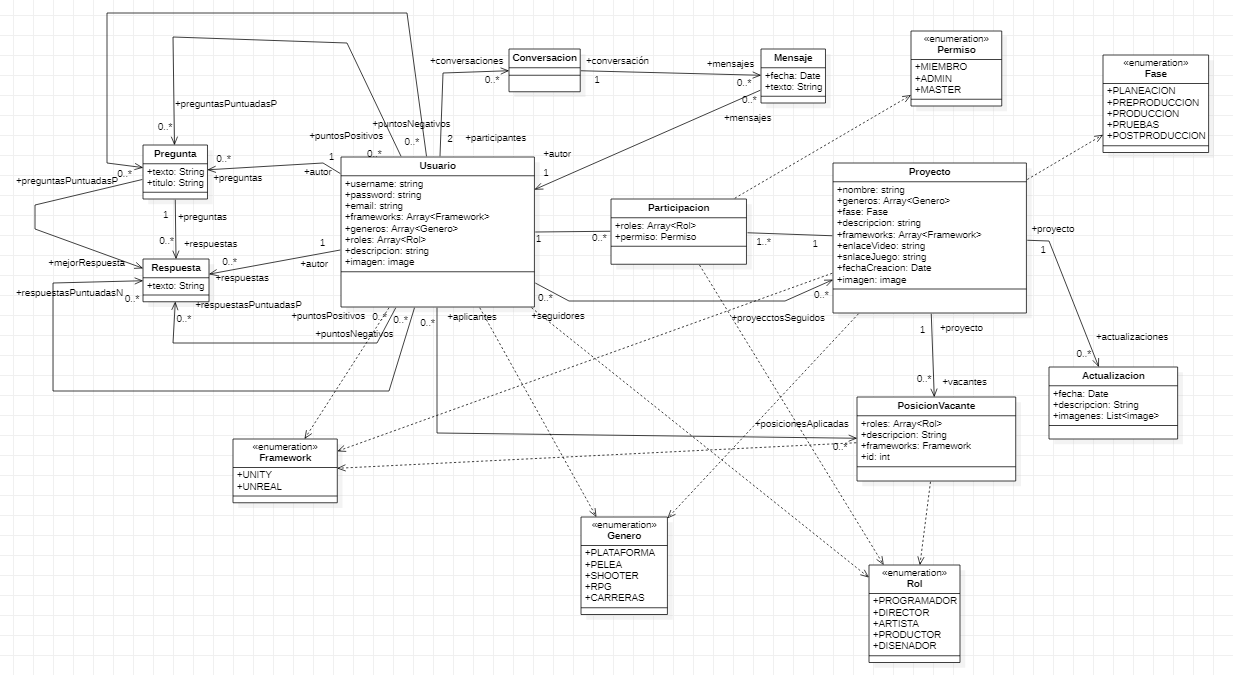 «enumeration»
Permiso
+MIEMBRO
+ADMIN
+MASTER
«enumeration»
Fase
+PLANEACION
+PREPRODUCCION
+PRODUCCION
+PRUEBAS
+POSTPRODUCCION
Conversacion
Mensaje
+fecha: Date
+texto: String
+conversaciones
0..*
+conversación
1
+mensajes
0..*
0..*
+mensajes
+autor
1
+preguntasPuntuadasP
0..*
+puntosNegativos
0..*
2
+participantes
+puntosPositivos
0..*
Pregunta
+texto: String
+titulo: String
0..*
+preguntas
1
+autor
+preguntasPuntuadasP
0..*
1
+preguntas
0..*
+respuestas
Usuario
+username: string
+password: string
+email: string
+frameworks: Array<Framework>
+generos: Array<Genero>
+roles: Array<Rol>
+descripcion: string
+imagen: image
Participacion
+roles: Array<Rol>
+permiso: Permiso
1
0..*
1..*
1
Proyecto
+nombre: string
+generos: Array<Genero>
+fase: Fase
+descripcion: string
+frameworks: Array<Framework>
+enlaceVideo: string
+snlaceJuego: string
+fechaCreacion: Date
+imagen: image
+proyecto
1
+actualizaciones
0..*
+mejorRespuesta
Respuesta
+texto: String
0..*
+respuestas
1
+autor
+respuestasPuntuadasN
0..*
+respuestasPuntuadasP
0..*
+puntosPositivos
0..*
+puntosNegativos
0..*
0..*
+aplicantes
0..*
+seguidores
0..*
+proyecctosSeguidos
1
+proyecto
0..*
+vacantes
Actualizacion
+fecha: Date
+descripcion: String
+imagenes: List<image>
PosicionVacante
+roles: Array<Rol>
+descripcion: String
+frameworks: Framework
+id: int
+posicionesAplicadas
0..*
«enumeration»
Framework
+UNITY
+UNREAL
«enumeration»
Genero
+PLATAFORMA
+PELEA
+SHOOTER
+RPG
+CARRERAS
«enumeration»
Rol
+PROGRAMADOR
+DIRECTOR
+ARTISTA
+PRODUCTOR
+DISENADOR